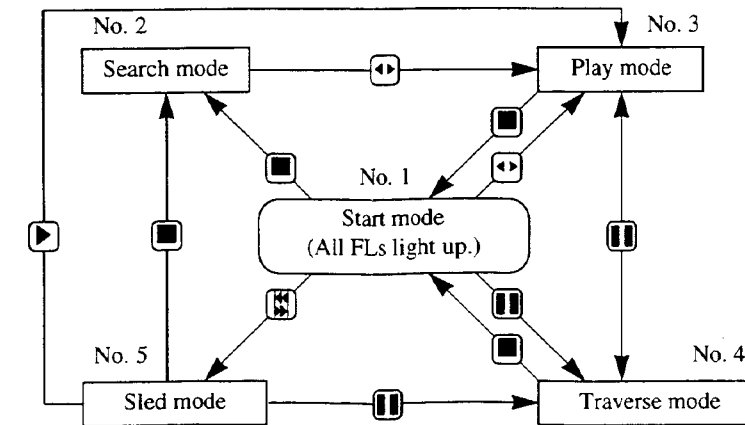 No. 2
No. 3
Search mode
Play mode
No. 1
Start mode
(All FLs light up.)
No. 5
No. 4
Sled mode
Traverse mode